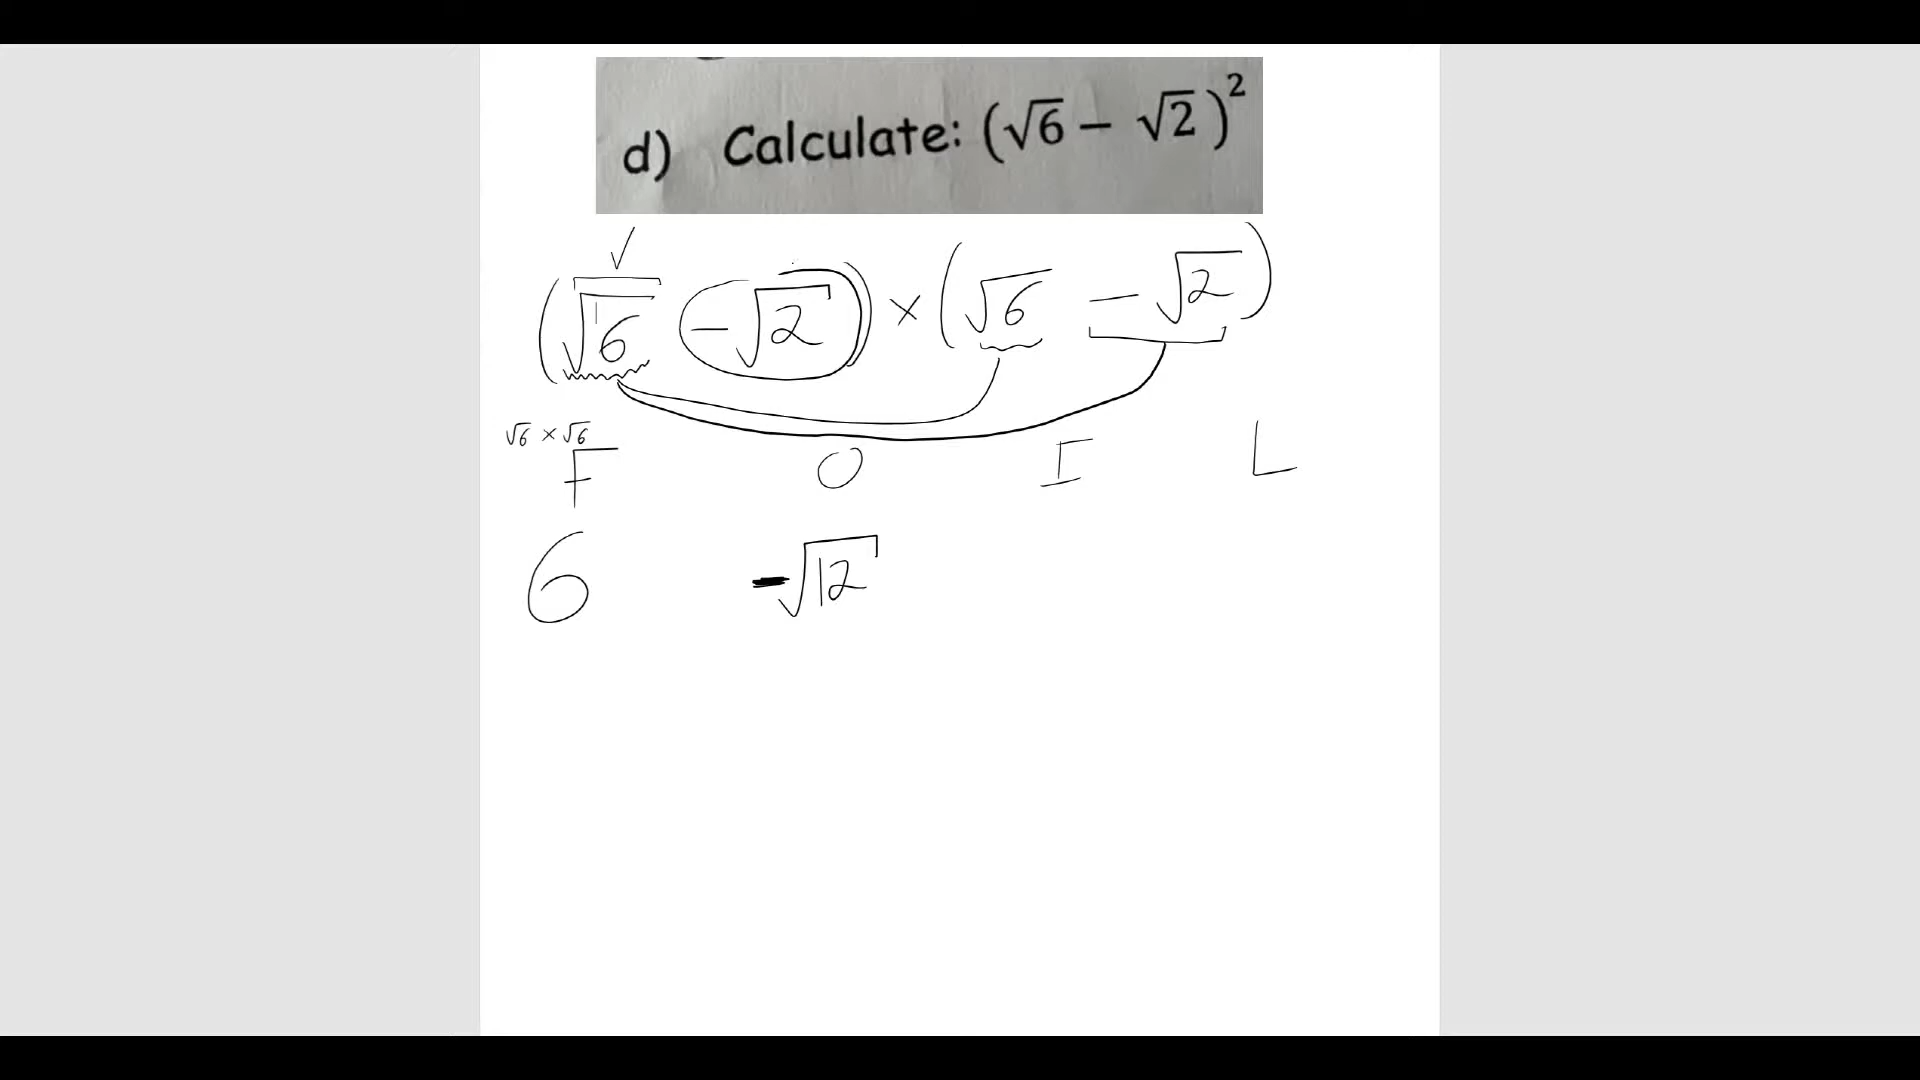 d) Calculate: (√6 − √2)²
(√6 −√2) × (√6 − √2)
√6 × √6
F O I L
6 -√12